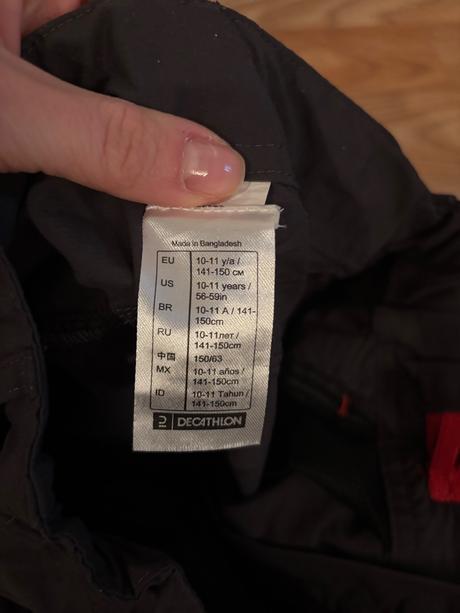 Made in Bangladesh
EU 10-11 y/a /
141-150 см
US 10-11 years /
56-59in
BR 10-11 A / 141-
150cm
RU 10-11лет /
141-150cm
中国 150/63
MX 10-11 años /
141-150cm
ID 10-11 Tahun /
141-150cm
DECATHLON